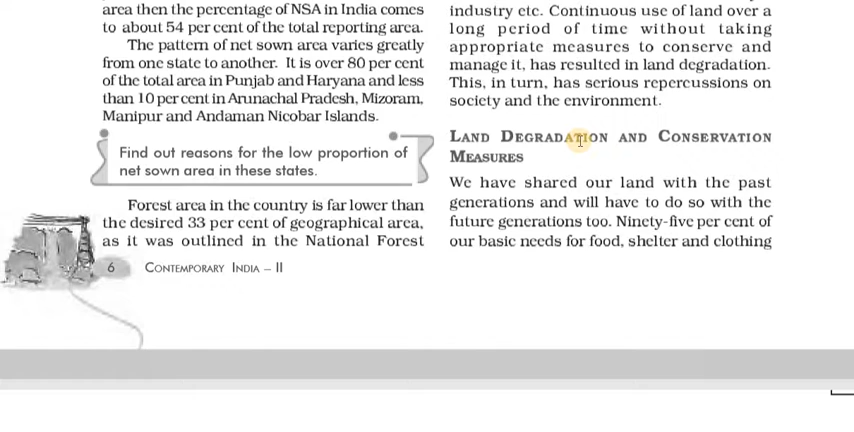 area then the percentage of NSA in India comes
to about 54 per cent of the total reporting area.
The pattern of net sown area varies greatly
from one state to another. It is over 80 per cent
of the total area in Punjab and Haryana and less
than 10 per cent in Arunachal Pradesh, Mizoram,
Manipur and Andaman Nicobar Islands.
Find out reasons for the low proportion of
net sown area in these states.
Forest area in the country is far lower than
the desired 33 per cent of geographical area,
as it was outlined in the National Forest
industry etc. Continuous use of land over a
long period of time without taking
appropriate measures to conserve and
manage it, has resulted in land degradation.
This, in turn, has serious repercussions on
society and the environment.
LAND DEGRADATION AND CONSERVATION
MEASURES
We have shared our land with the past
generations and will have to do so with the
future generations too. Ninety-five per cent of
our basic needs for food, shelter and clothing
6 CONTEMPORARY INDIA – II